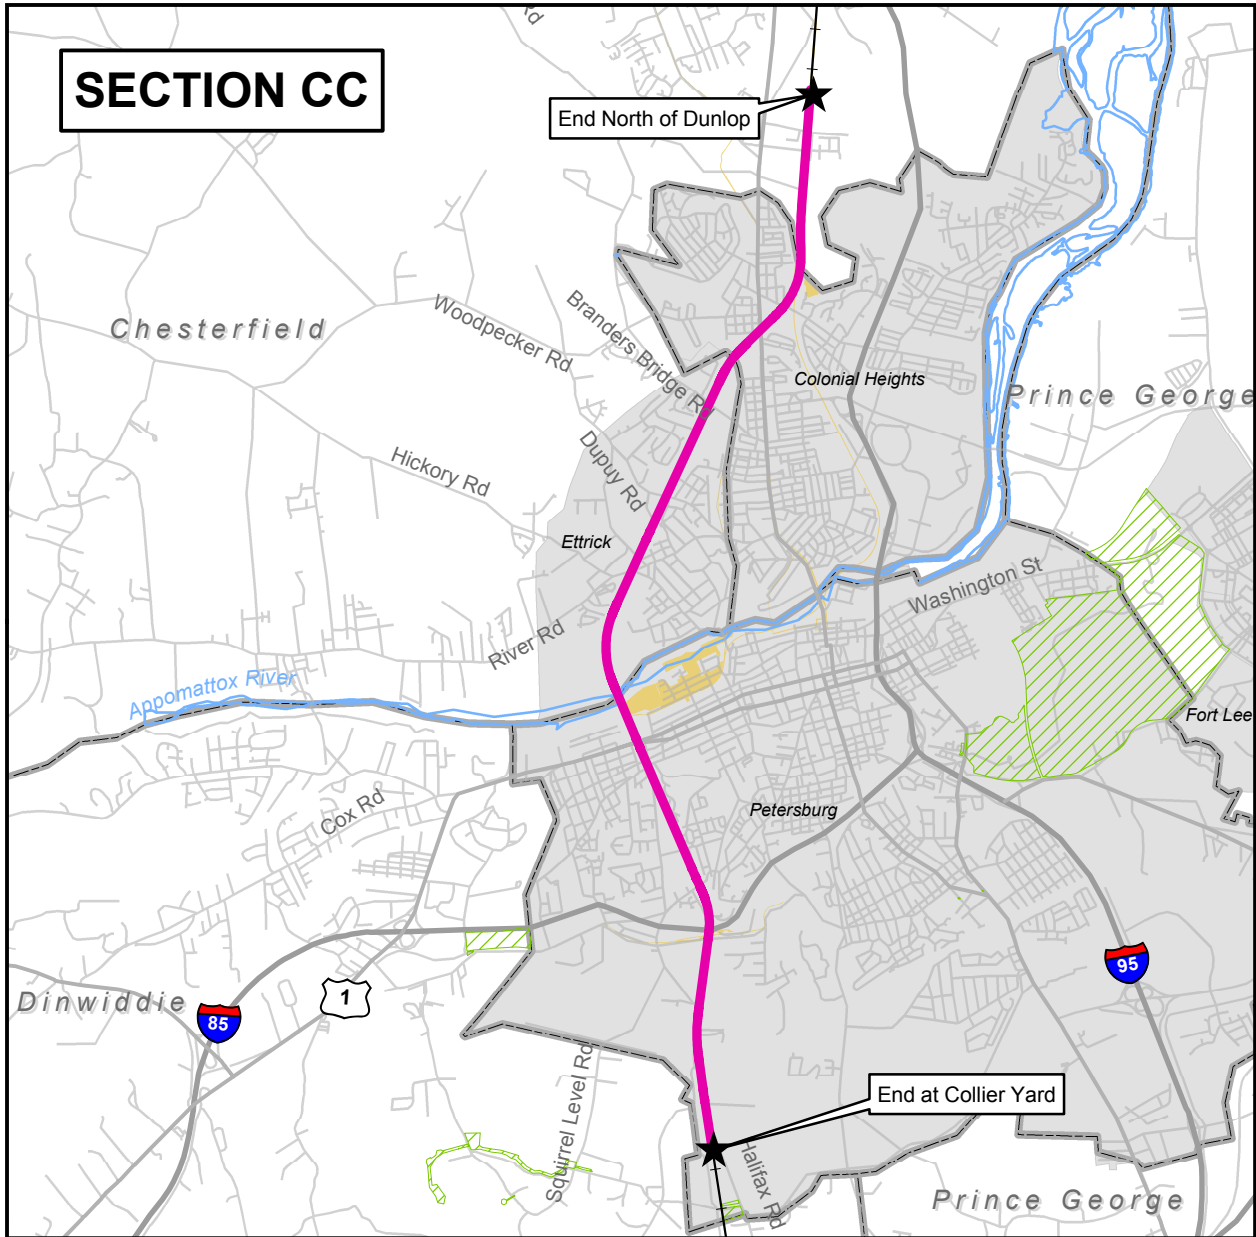 Rd
SECTION CC
End North of Dunlop
Chesterfield
Woodpecker Rd
Branders Bridge Rd
Colonial Heights
Prince George
Hickory Rd
Dupuy Rd
Ettrick
Washington St
River Rd
Appomattox River
Fort Lee
Cox Rd
Petersburg
95
Dinwiddie
1
85
Squirrel Level Rd
End at Collier Yard
Halifax Rd
Prince George